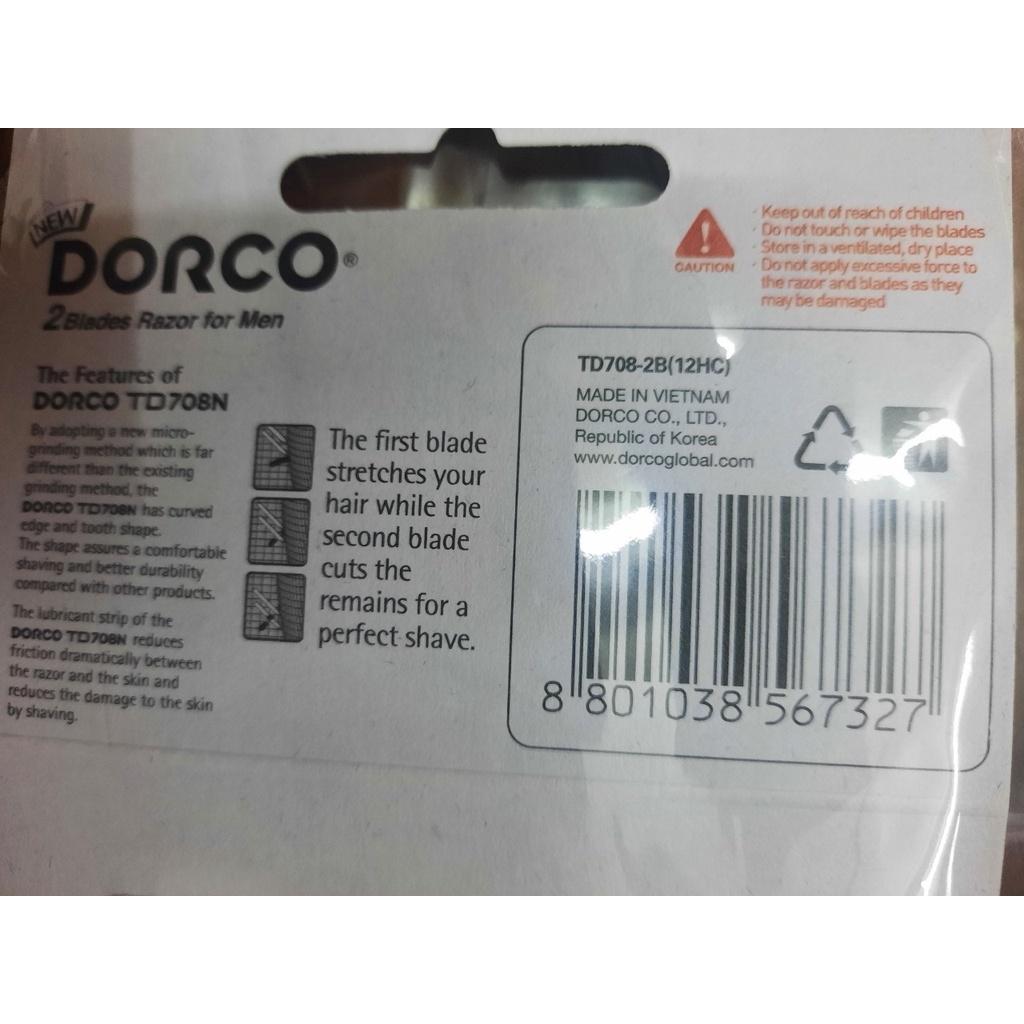 NEW
DORCO®
2 Blades Razor for Men
CAUTION
· Keep out of reach of children
· Do not touch or wipe the blades
· Store in a ventilated, dry place
· Do not apply excessive force to
the razor and blades as they
may be damaged
The Features of
DORCO TD708N
By adopting a new micro-
grinding method which is far
different than the existing
grinding method, the
DORCO TD708N has curved
edge and tooth shape.
The shape assures a comfortable
shaving and better durability
compared with other products.
The lubricant strip of the
DORCO TD708N reduces
friction dramatically between
the razor and the skin and
reduces the damage to the skin
by shaving.
The first blade
stretches your
hair while the
second blade
cuts the
remains for a
perfect shave.
TD708-2B(12HC)
MADE IN VIETNAM
DORCO CO., LTD.,
Republic of Korea
www.dorcoglobal.com
8 801038 567327